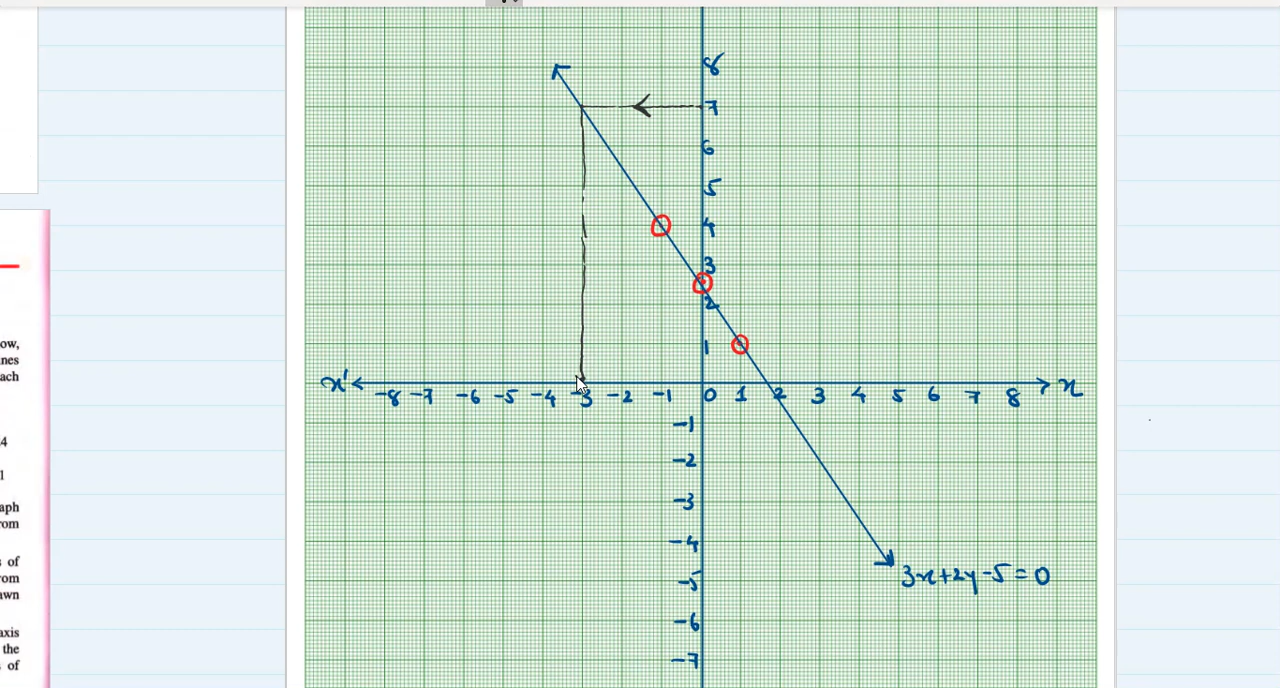 8
7
6
5
4
3
2
1
x' -8 -7 -6 -5 -4 -3 -2 -1 0 1 2 3 4 5 6 7 8 x
-1
-2
-3
-4
-5
-6
-7
3x+2y-5=0
ow,
nes
ach
4
1
aph
rom
of
rom
awn
axis
the
of